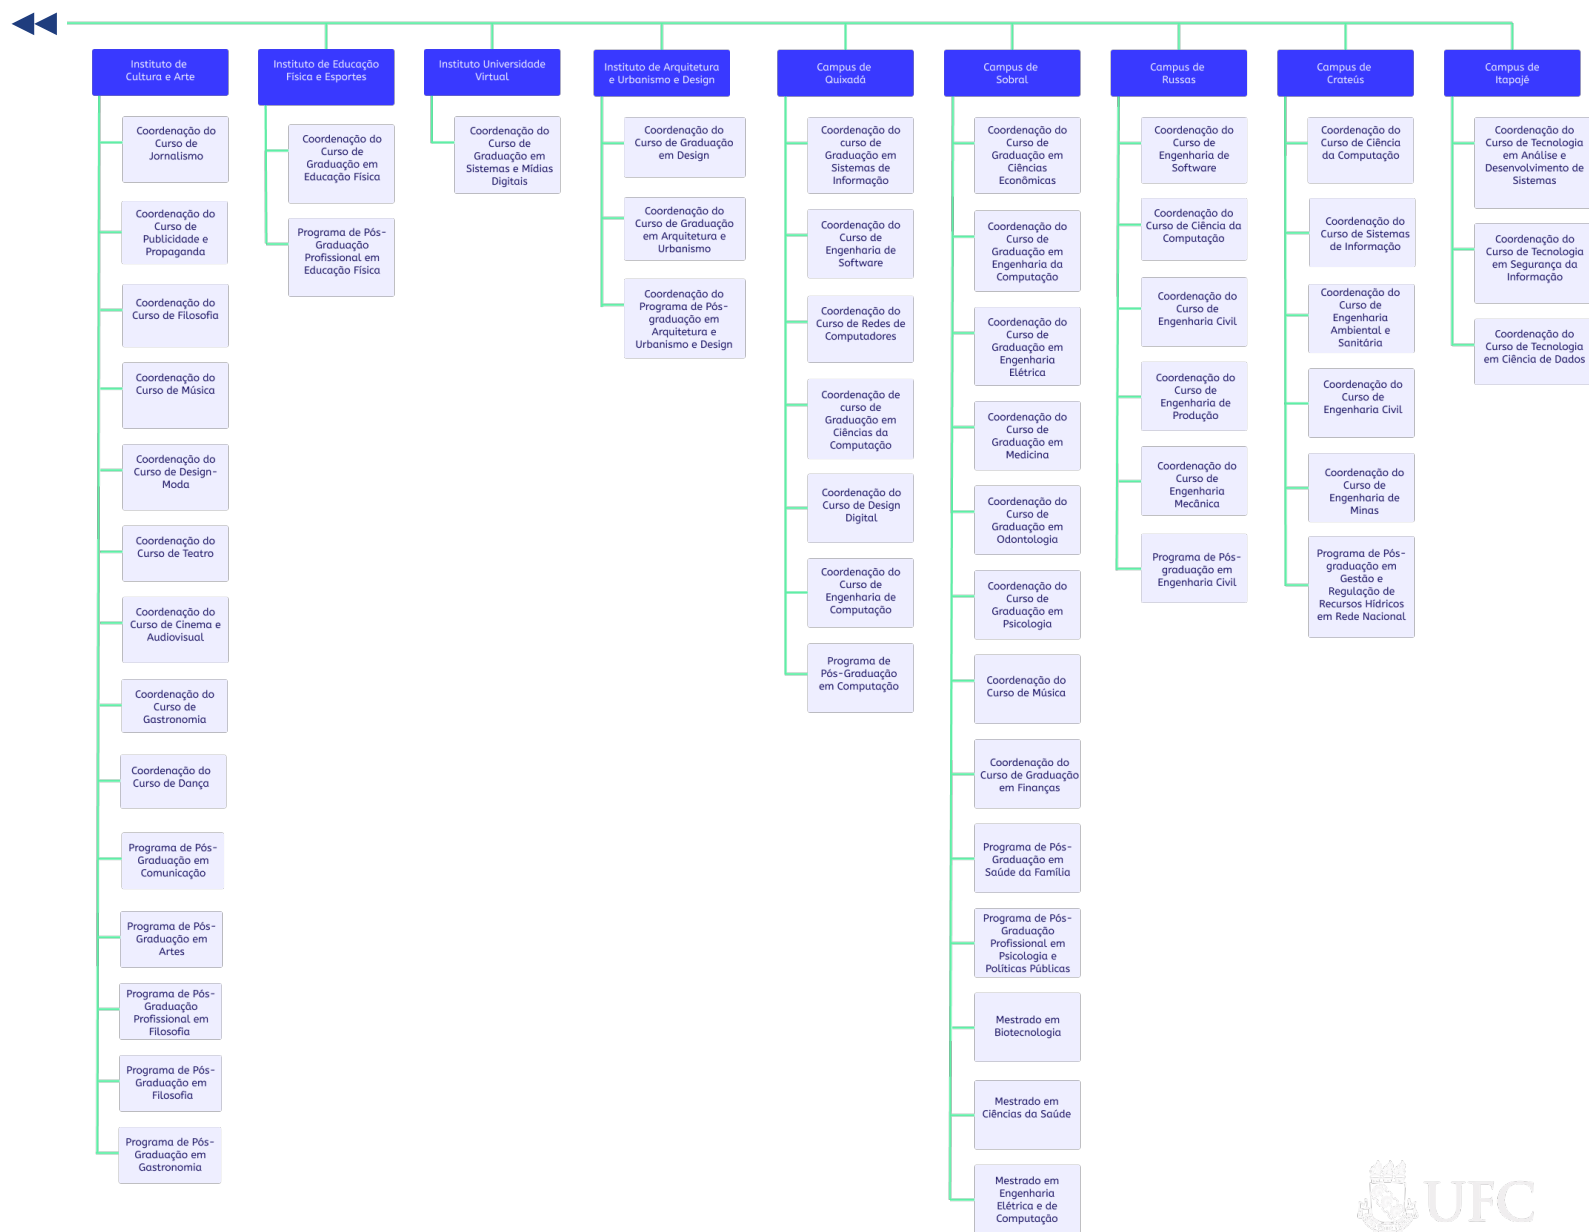 Instituto de
Cultura e Arte
Coordenação do
Curso de
Jornalismo
Coordenação do
Curso de
Publicidade e
Propaganda
Coordenação do
Curso de Filosofia
Coordenação do
Curso de Música
Coordenação do
Curso de Design-
Moda
Coordenação do
Curso de Teatro
Coordenação do
Curso de Cinema e
Audiovisual
Coordenação do
Curso de
Gastronomia
Coordenação do
Curso de Dança
Programa de Pós-
Graduação em
Comunicação
Programa de Pós-
Graduação em
Artes
Programa de Pós-
Graduação
Profissional em
Filosofia
Programa de Pós-
Graduação em
Filosofia
Programa de Pós-
Graduação em
Gastronomia
Instituto de Educação
Física e Esportes
Coordenação do
Curso de
Graduação em
Educação Física
Programa de Pós-
Graduação
Profissional em
Educação Física
Instituto Universidade
Virtual
Coordenação do
Curso de
Graduação em
Sistemas e Mídias
Digitais
Instituto de Arquitetura
e Urbanismo e Design
Coordenação do
Curso de Graduação
em Design
Coordenação do
Curso de Graduação
em Arquitetura e
Urbanismo
Coordenação do
Programa de Pós-
graduação em
Arquitetura e
Urbanismo e Design
Campus de
Quixadá
Coordenação do
curso de
Graduação em
Sistemas de
Informação
Coordenação do
Curso de
Engenharia de
Software
Coordenação do
Curso de Redes de
Computadores
Coordenação de
curso de
Graduação em
Ciências da
Computação
Coordenação do
Curso de Design
Digital
Coordenação do
Curso de
Engenharia de
Computação
Programa de
Pós-Graduação
em Computação
Campus de
Sobral
Coordenação do
Curso de
Graduação em
Ciências
Econômicas
Coordenação do
Curso de
Graduação em
Engenharia da
Computação
Coordenação do
Curso de
Graduação em
Engenharia
Elétrica
Coordenação do
Curso de
Graduação em
Medicina
Coordenação do
Curso de
Graduação em
Odontologia
Coordenação do
Curso de
Graduação em
Psicologia
Coordenação do
Curso de Música
Coordenação do
Curso de Graduação
em Finanças
Programa de Pós-
Graduação em
Saúde da Família
Programa de Pós-
Graduação
Profissional em
Psicologia e
Políticas Públicas
Mestrado em
Biotecnologia
Mestrado em
Ciências da Saúde
Mestrado em
Engenharia
Elétrica e de
Computação
Campus de
Russas
Coordenação do
Curso de
Engenharia de
Software
Coordenação do
Curso de Ciência da
Computação
Coordenação do
Curso de
Engenharia Civil
Coordenação do
Curso de
Engenharia de
Produção
Coordenação do
Curso de
Engenharia
Mecânica
Programa de Pós-
graduação em
Engenharia Civil
Campus de
Crateús
Coordenação do
Curso de Ciência
da Computação
Coordenação do
Curso de Sistemas
de Informação
Coordenação do
Curso de
Engenharia
Ambiental e
Sanitária
Coordenação do
Curso de
Engenharia Civil
Coordenação do
Curso de
Engenharia de
Minas
Programa de Pós-
graduação em
Gestão e
Regulação de
Recursos Hídricos
em Rede Nacional
Campus de
Itapajê
Coordenação do
Curso de Tecnologia
em Análise e
Desenvolvimento de
Sistemas
Coordenação do
Curso de Tecnologia
em Segurança da
Informação
Coordenação do
Curso de Tecnologia
em Ciência de Dados
UFC